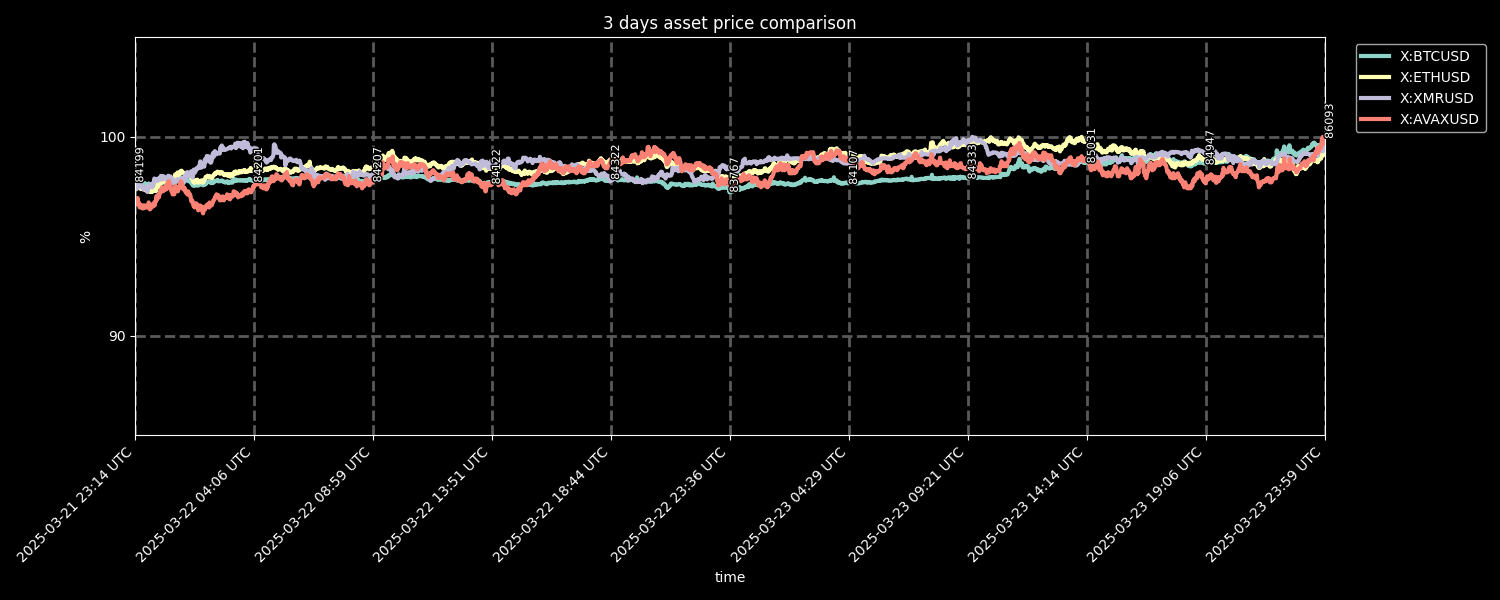 3 days asset price comparison
X:BTCUSD
X:ETHUSD
X:XMRUSD
X:AVAXUSD
100
90
%
84199
84201
84207
84122
84322
83767
84107
84333
85031
84947
86093
2025-03-21 23:14 UTC
2025-03-22 04:06 UTC
2025-03-22 08:59 UTC
2025-03-22 13:51 UTC
2025-03-22 18:44 UTC
2025-03-22 23:36 UTC
2025-03-23 04:29 UTC
2025-03-23 09:21 UTC
2025-03-23 14:14 UTC
2025-03-23 19:06 UTC
2025-03-23 23:59 UTC
time